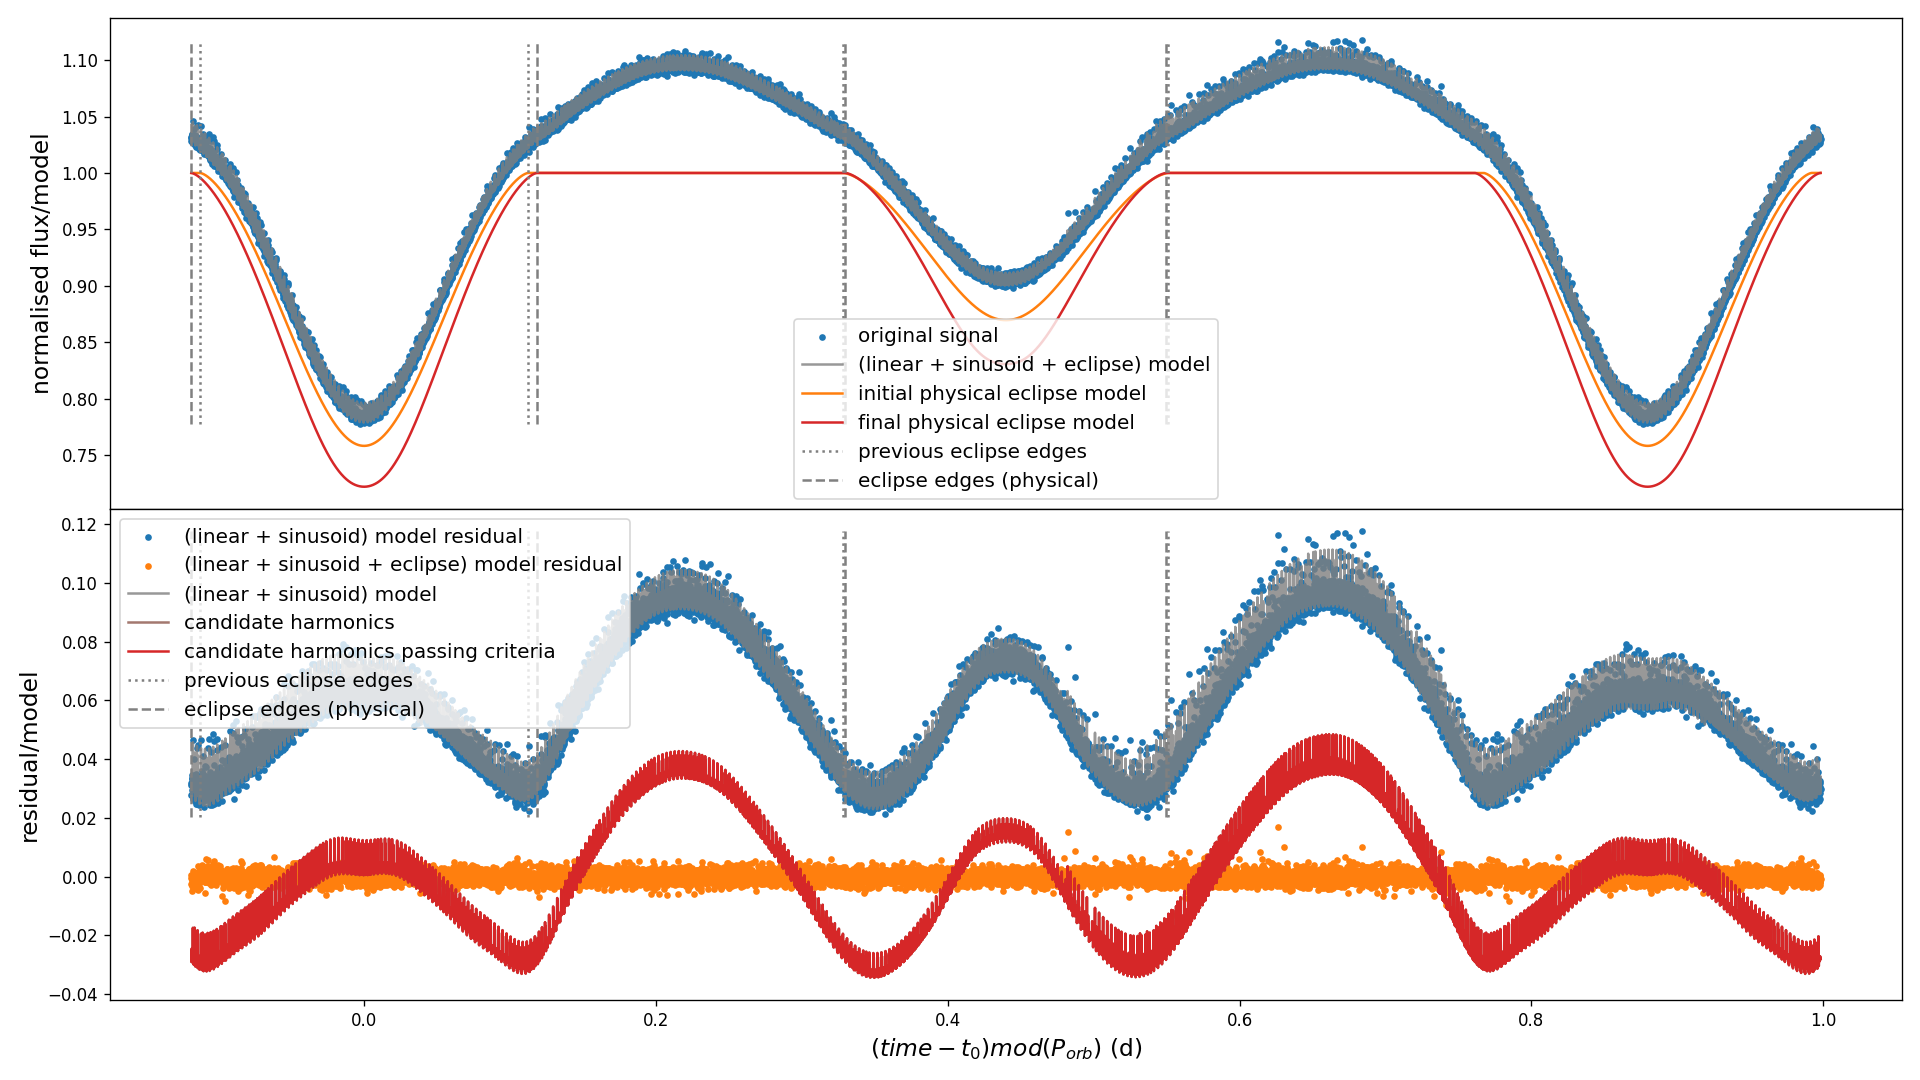 normalised flux/model
1.10
1.05
1.00
0.95
0.90
0.85
0.80
0.75
original signal
(linear + sinusoid + eclipse) model
initial physical eclipse model
final physical eclipse model
previous eclipse edges
eclipse edges (physical)
residual/model
0.12
0.10
0.08
0.06
0.04
0.02
0.00
−0.02
−0.04
(linear + sinusoid) model residual
(linear + sinusoid + eclipse) model residual
(linear + sinusoid) model
candidate harmonics
candidate harmonics passing criteria
previous eclipse edges
eclipse edges (physical)
0.0 0.2 0.4 0.6 0.8 1.0
(time − t₀)mod(P_orb) (d)